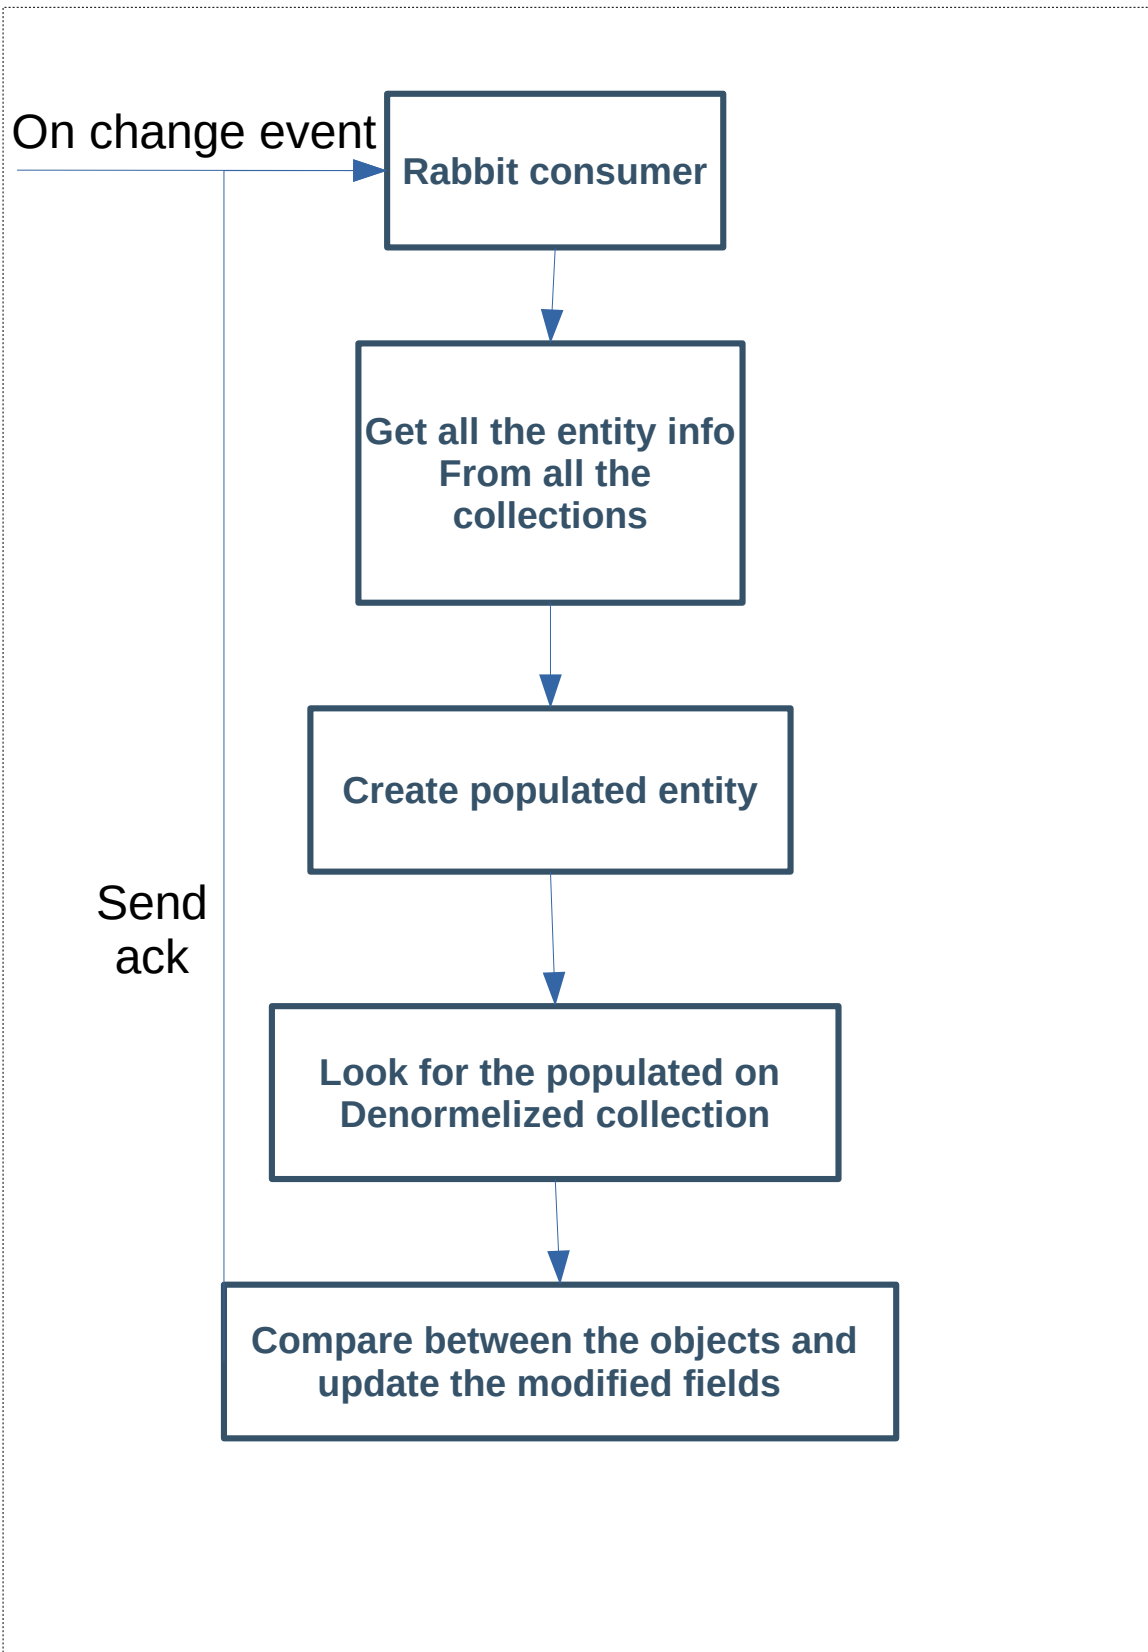 On change event
Rabbit consumer
Get all the entity info
From all the
collections
Create populated entity
Send
ack
Look for the populated on
Denormelized collection
Compare between the objects and
update the modified fields